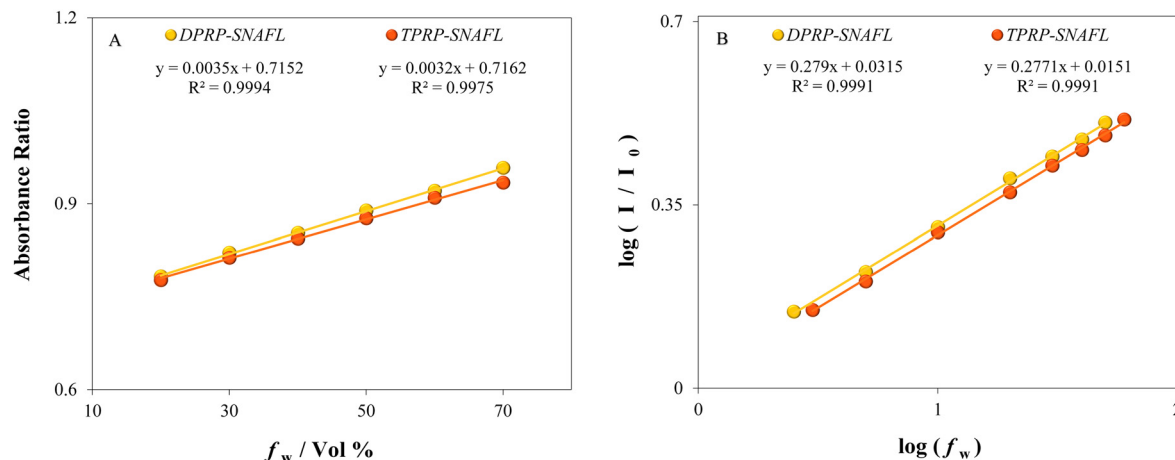 A
DPRP-SNAFL TPRP-SNAFL
y = 0.0035x + 0.7152 y = 0.0032x + 0.7162
R² = 0.9994 R² = 0.9975
1.2
0.9
0.6
Absorbance Ratio
10 30 50 70
f w / Vol %
B
DPRP-SNAFL TPRP-SNAFL
y = 0.279x + 0.0315 y = 0.2771x + 0.0151
R² = 0.9991 R² = 0.9991
0.7
0.35
0
log ( I / I 0 )
0 1 2
log (f w)